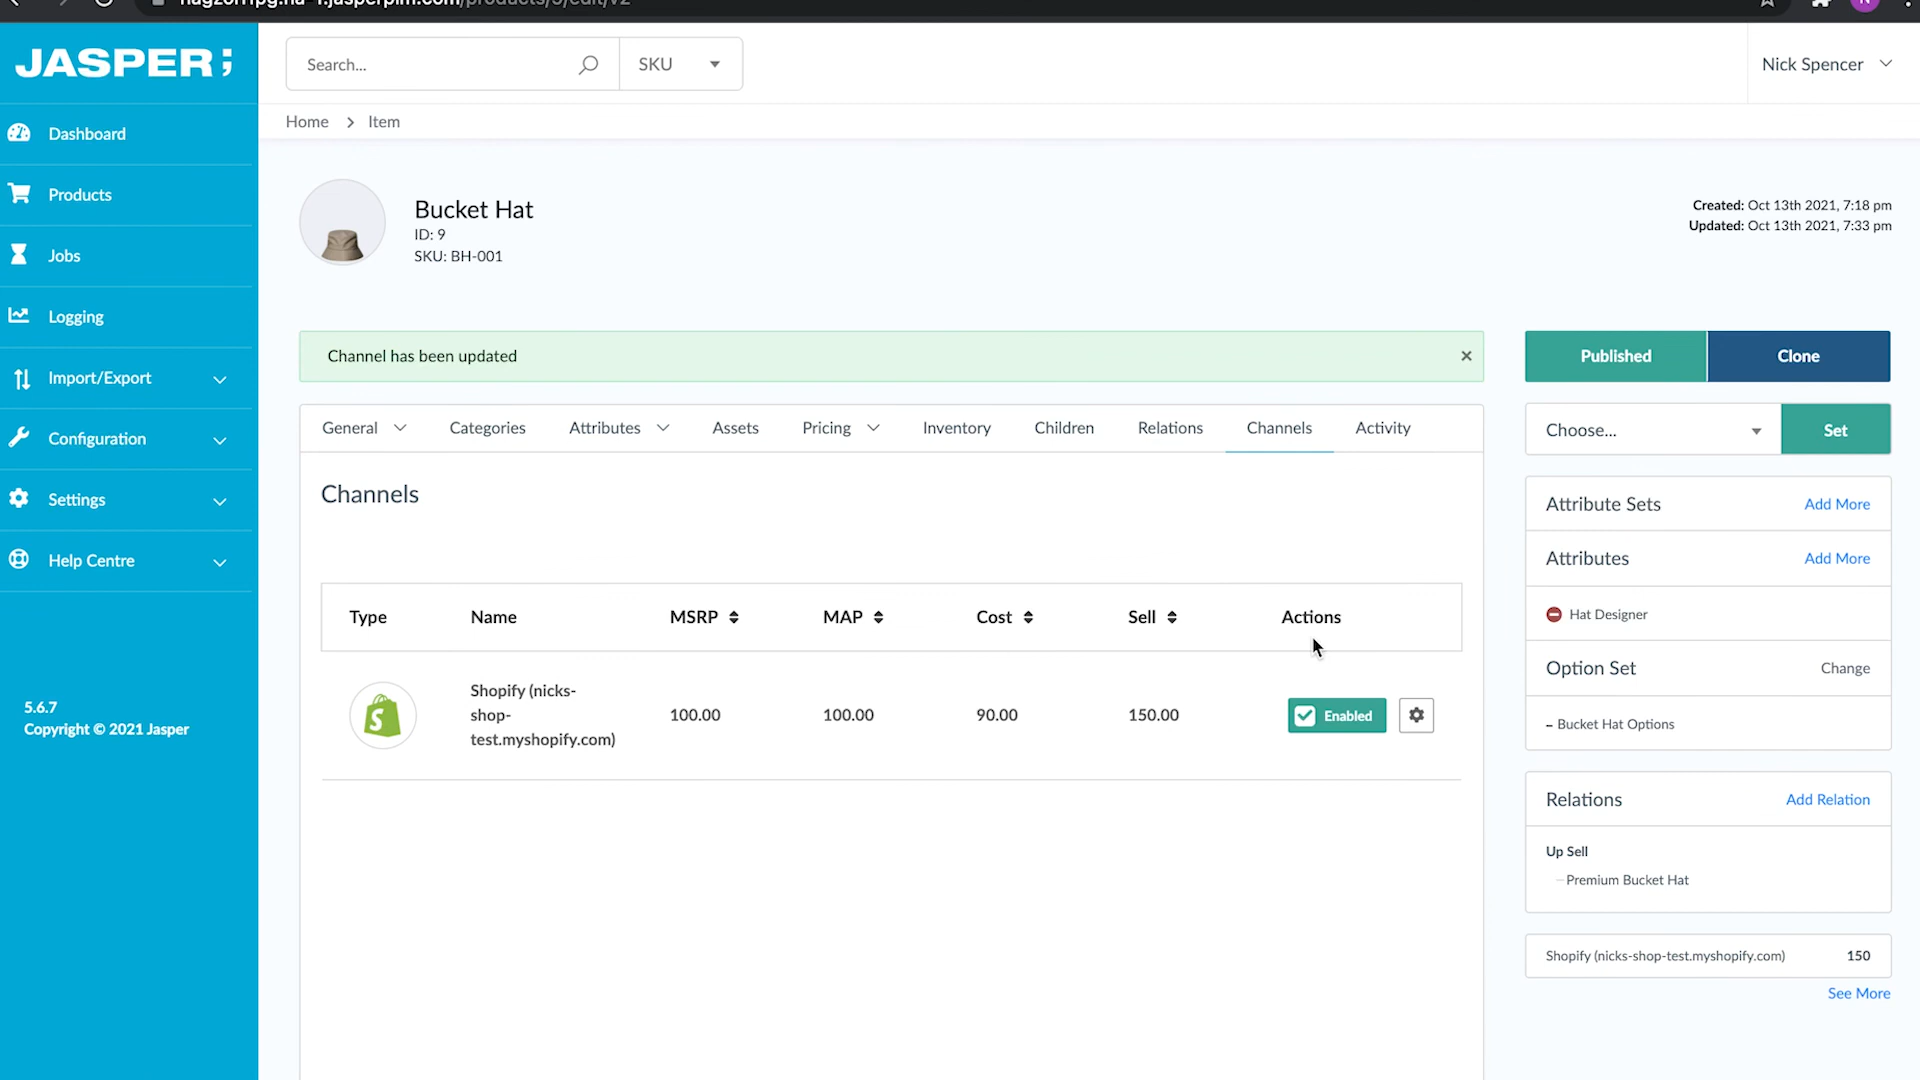 JASPER;
Search...
SKU
Nick Spencer
Dashboard
Products
Jobs
Logging
Import/Export
Configuration
Settings
Help Centre
5.6.7
Copyright © 2021 Jasper
Home > Item
Bucket Hat
ID: 9
SKU: BH-001
Created: Oct 13th 2021, 7:18 pm
Updated: Oct 13th 2021, 7:33 pm
Channel has been updated
×
Published
Clone
General
Categories
Attributes
Assets
Pricing
Inventory
Children
Relations
Channels
Activity
Channels
Type
Name
MSRP
MAP
Cost
Sell
Actions
Shopify (nicks-
shop-
test.myshopify.com)
100.00
100.00
90.00
150.00
Enabled
Choose...
Set
Attribute Sets
Add More
Attributes
Add More
Hat Designer
Option Set
Change
– Bucket Hat Options
Relations
Add Relation
Up Sell
Premium Bucket Hat
Shopify (nicks-shop-test.myshopify.com)
150
See More